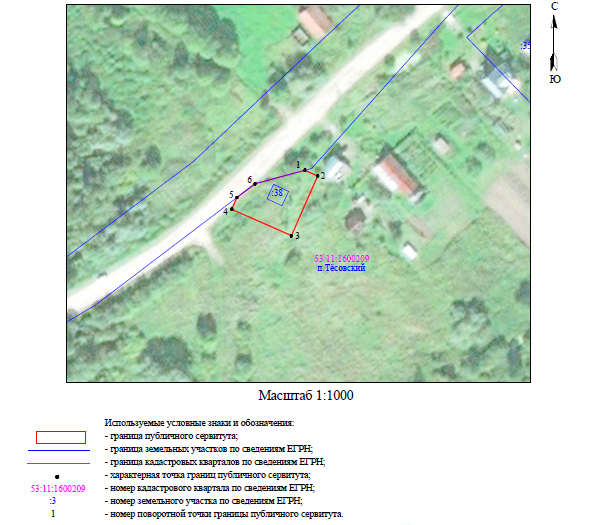 С
Ю
:35
1
2
6
:38
5
4
3
53:11:1600209
п.Тёсовский
Масштаб 1:1000
Используемые условные знаки и обозначения:
- граница публичного сервитута;
- граница земельных участков по сведениям ЕГРН;
- граница кадастровых кварталов по сведениям ЕГРН;
- характерная точка границ публичного сервитута;
53:11:1600209 - номер кадастрового квартала по сведениям ЕГРН;
:3 - номер земельного участка по сведениям ЕГРН;
1 - номер поворотной точки границы публичного сервитута.